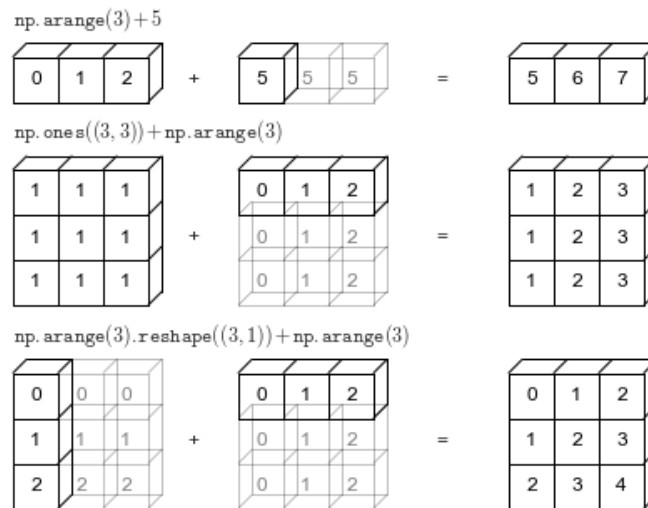 np.arange(3)+5
0 1 2 + 5 5 5 = 5 6 7
np.ones((3, 3))+np.arange(3)
1 1 1 0 1 2 1 2 3
1 1 1 + 0 1 2 = 1 2 3
1 1 1 0 1 2 1 2 3
np.arange(3).reshape((3, 1))+np.arange(3)
0 0 0 0 1 2 0 1 2
1 1 1 + 0 1 2 = 1 2 3
2 2 2 0 1 2 2 3 4